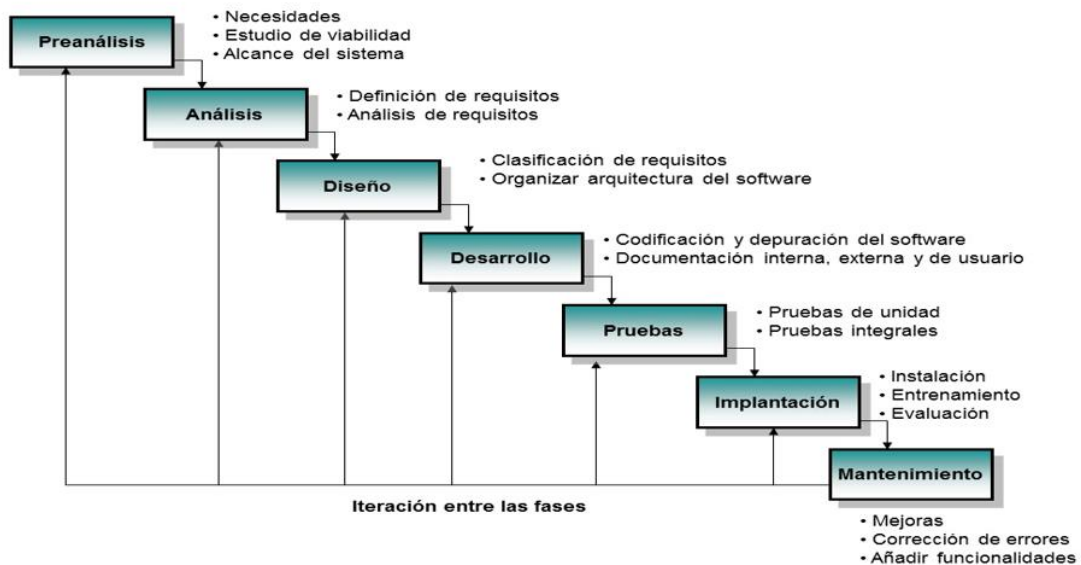 Preanálisis
• Necesidades
• Estudio de viabilidad
• Alcance del sistema
Análisis
• Definición de requisitos
• Análisis de requisitos
Diseño
• Clasificación de requisitos
• Organizar arquitectura del software
Desarrollo
• Codificación y depuración del software
• Documentación interna, externa y de usuario
Pruebas
• Pruebas de unidad
• Pruebas integrales
Implantación
• Instalación
• Entrenamiento
• Evaluación
Mantenimiento
• Mejoras
• Corrección de errores
• Añadir funcionalidades
Iteración entre las fases